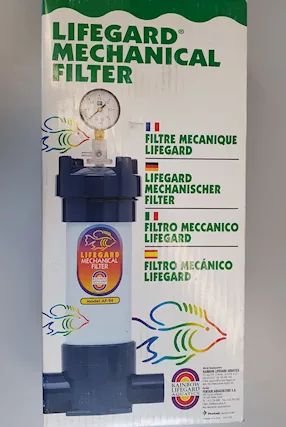 LIFEGARD®
MECHANICAL
FILTER
FILTRE MECANIQUE
LIFEGARD
LIFEGARD
MECHANISCHER
FILTER
FILTRO MECCANICO
LIFEGARD
FILTRO MECÁNICO
LIFEGARD
LIFEGARD
MECHANICAL
FILTER
RAINBOW
LIFEGARD
AQUATICS